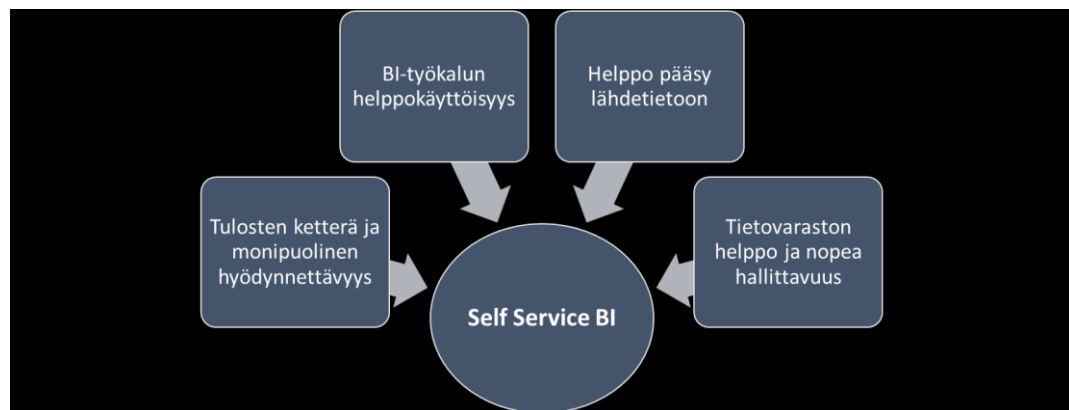 BI-työkalun
helppokäyttöisyys
Helppo pääsy
lähdetietoon
Tulosten ketterä ja
monipuolinen
hyödynnettävyys
Tietovaraston
helppo ja nopea
hallittavuus
Self Service BI